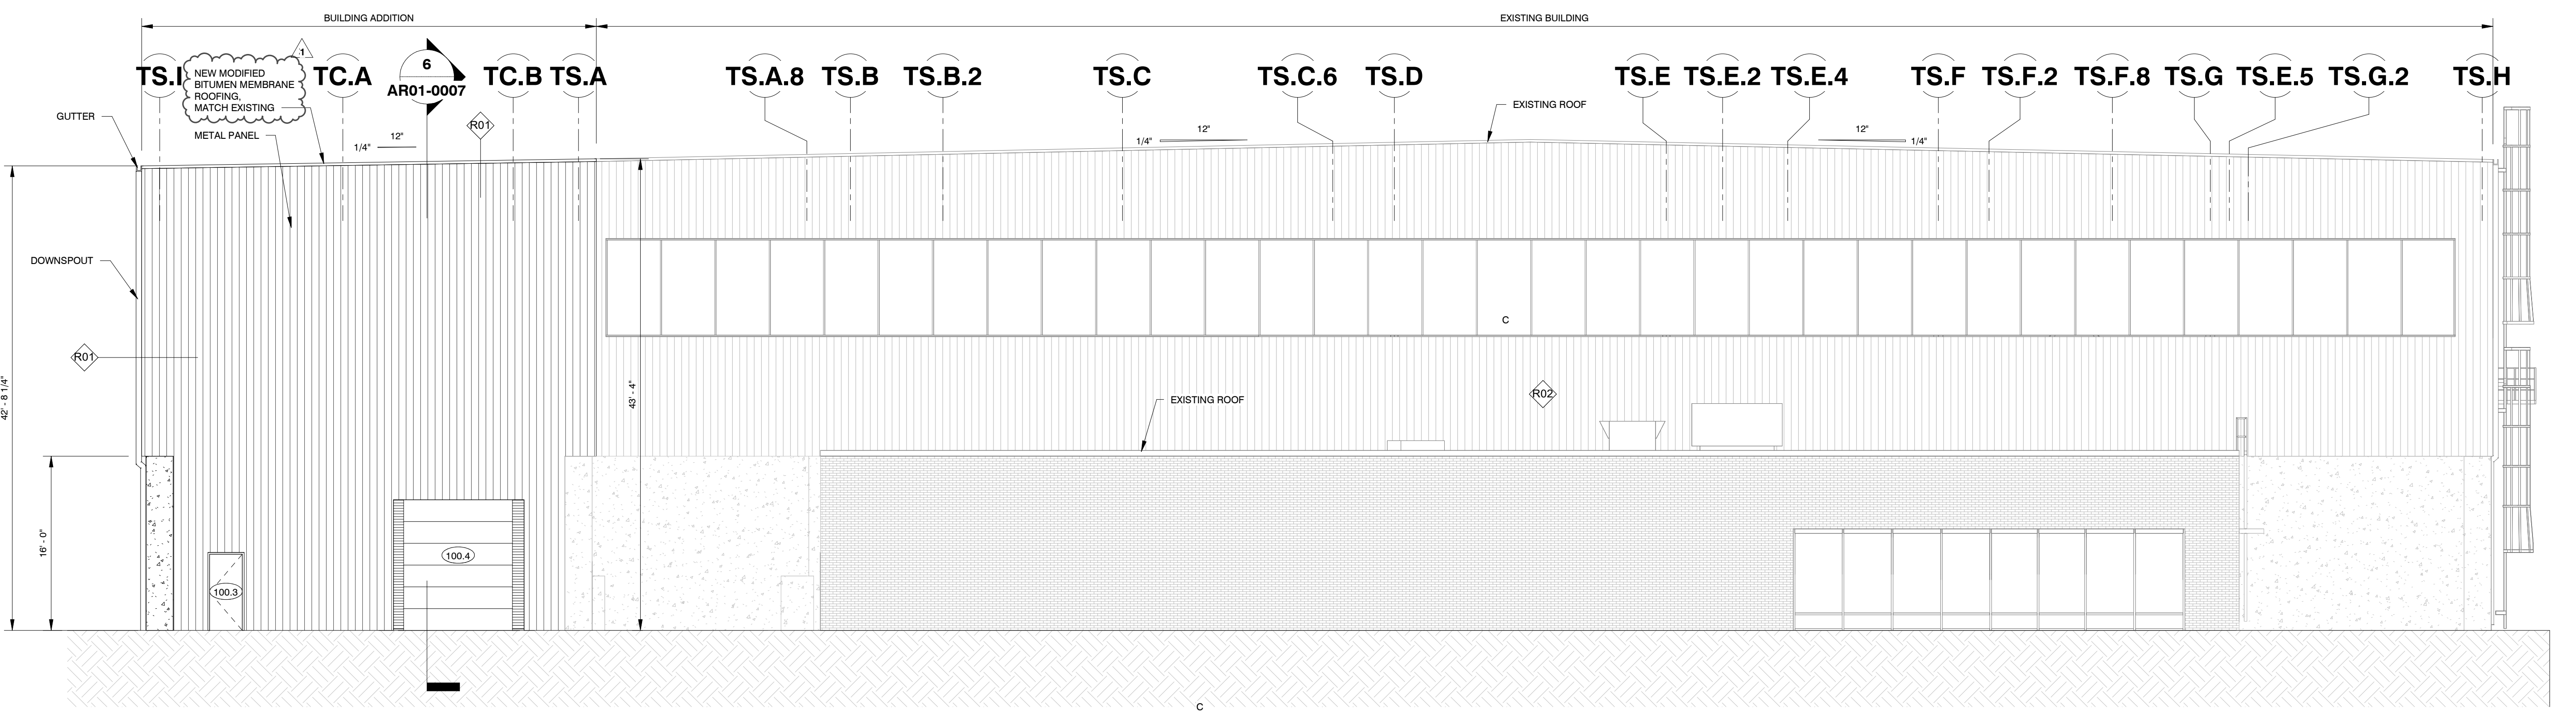 BUILDING ADDITION
EXISTING BUILDING
1
TS.I
NEW MODIFIED
BITUMEN MEMBRANE
ROOFING,
MATCH EXISTING
TC.A
6
AR01-0007
TC.B
TS.A
TS.A.8
TS.B
TS.B.2
TS.C
TS.C.6
TS.D
TS.E
TS.E.2
TS.E.4
TS.F
TS.F.2
TS.F.8
TS.G
TS.E.5
TS.G.2
TS.H
GUTTER
METAL PANEL
12"
1/4"
R01
12"
1/4"
EXISTING ROOF
12"
1/4"
DOWNSPOUT
C
R01
42' - 8 1/4"
43' - 4"
EXISTING ROOF
R02
16' - 0"
100.4
100.3
C